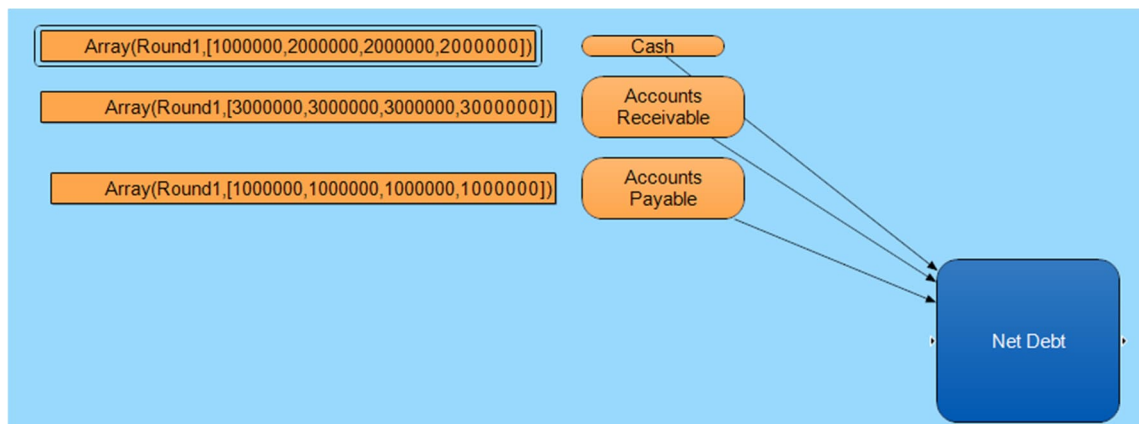 Array(Round1,[1000000,2000000,2000000,2000000])
Cash
Array(Round1,[3000000,3000000,3000000,3000000])
Accounts
Receivable
Array(Round1,[1000000,1000000,1000000,1000000])
Accounts
Payable
Net Debt